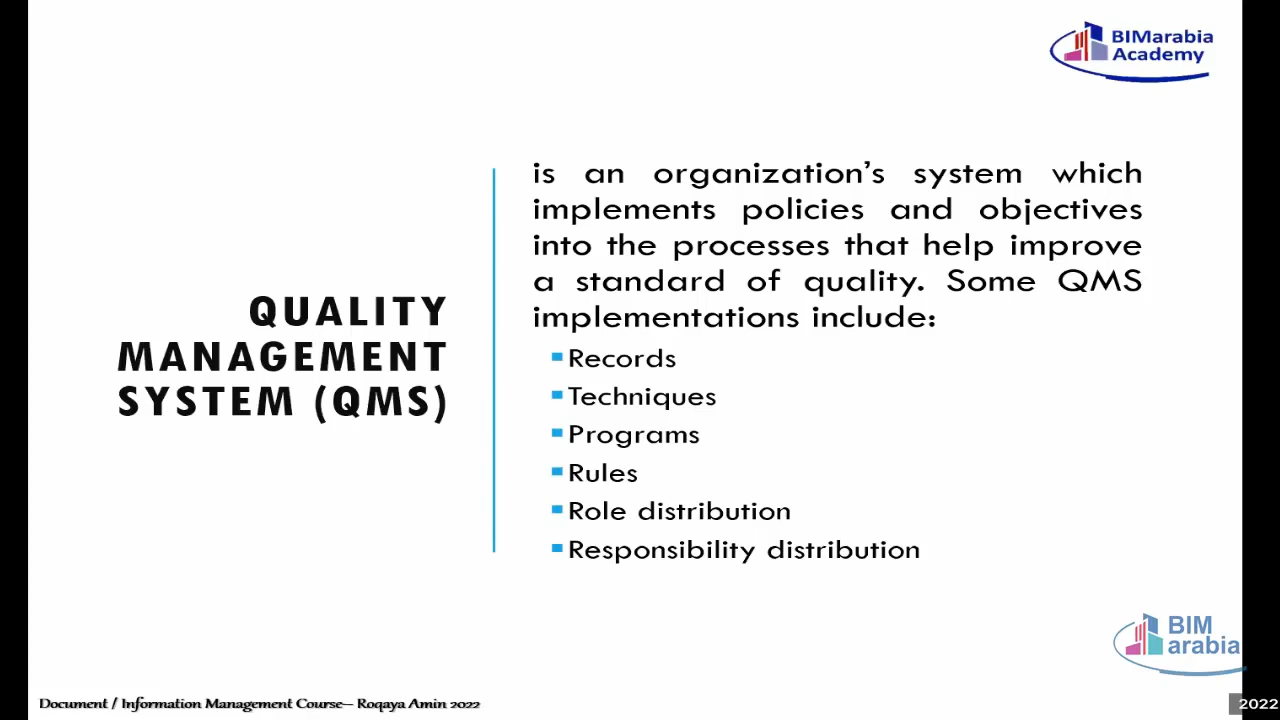 BIMarabia
Academy
QUALITY
MANAGEMENT
SYSTEM (QMS)
is an organization’s system which
implements policies and objectives
into the processes that help improve
a standard of quality. Some QMS
implementations include:
Records
Techniques
Programs
Rules
Role distribution
Responsibility distribution
BIM
arabia
Document / Information Management Course– Roqaya Amin 2022
2022